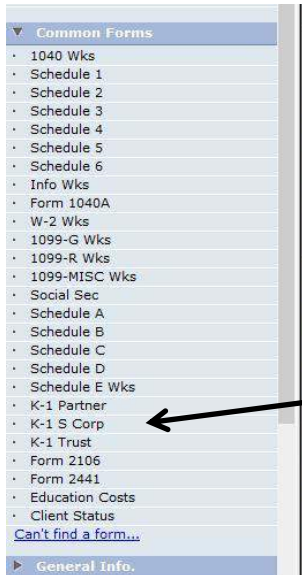 Common Forms
· 1040 Wks
· Schedule 1
· Schedule 2
· Schedule 3
· Schedule 4
· Schedule 5
· Schedule 6
· Info Wks
· Form 1040A
· W-2 Wks
· 1099-G Wks
· 1099-R Wks
· 1099-MISC Wks
· Social Sec
· Schedule A
· Schedule B
· Schedule C
· Schedule D
· Schedule E Wks
· K-1 Partner
· K-1 S Corp
· K-1 Trust
· Form 2106
· Form 2441
· Education Costs
· Client Status
Can't find a form...
General Info.